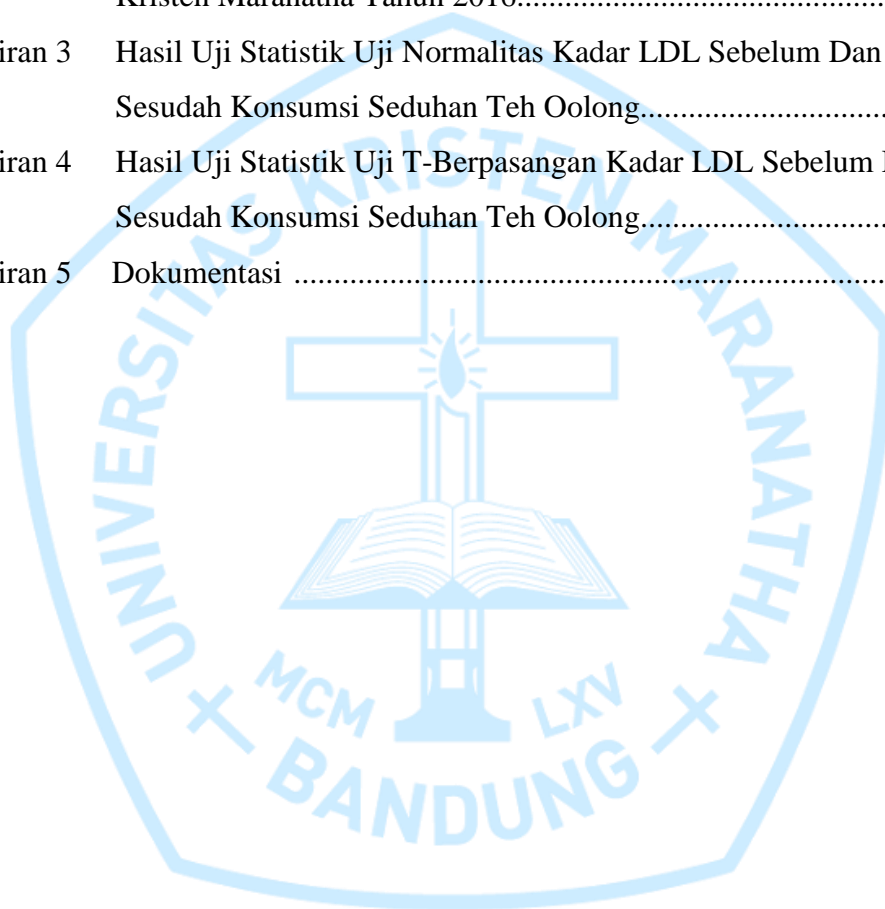 Kristen Maranatha Tahun 2016....................................................
iran 3 Hasil Uji Statistik Uji Normalitas Kadar LDL Sebelum Dan
Sesudah Konsumsi Seduhan Teh Oolong..............................
iran 4 Hasil Uji Statistik Uji T-Berpasangan Kadar LDL Sebelum
Sesudah Konsumsi Seduhan Teh Oolong..............................
iran 5 Dokumentasi ..........................................................................
UNIVERSITAS KRISTEN MARANATHA
MCM LXV
BANDUNG